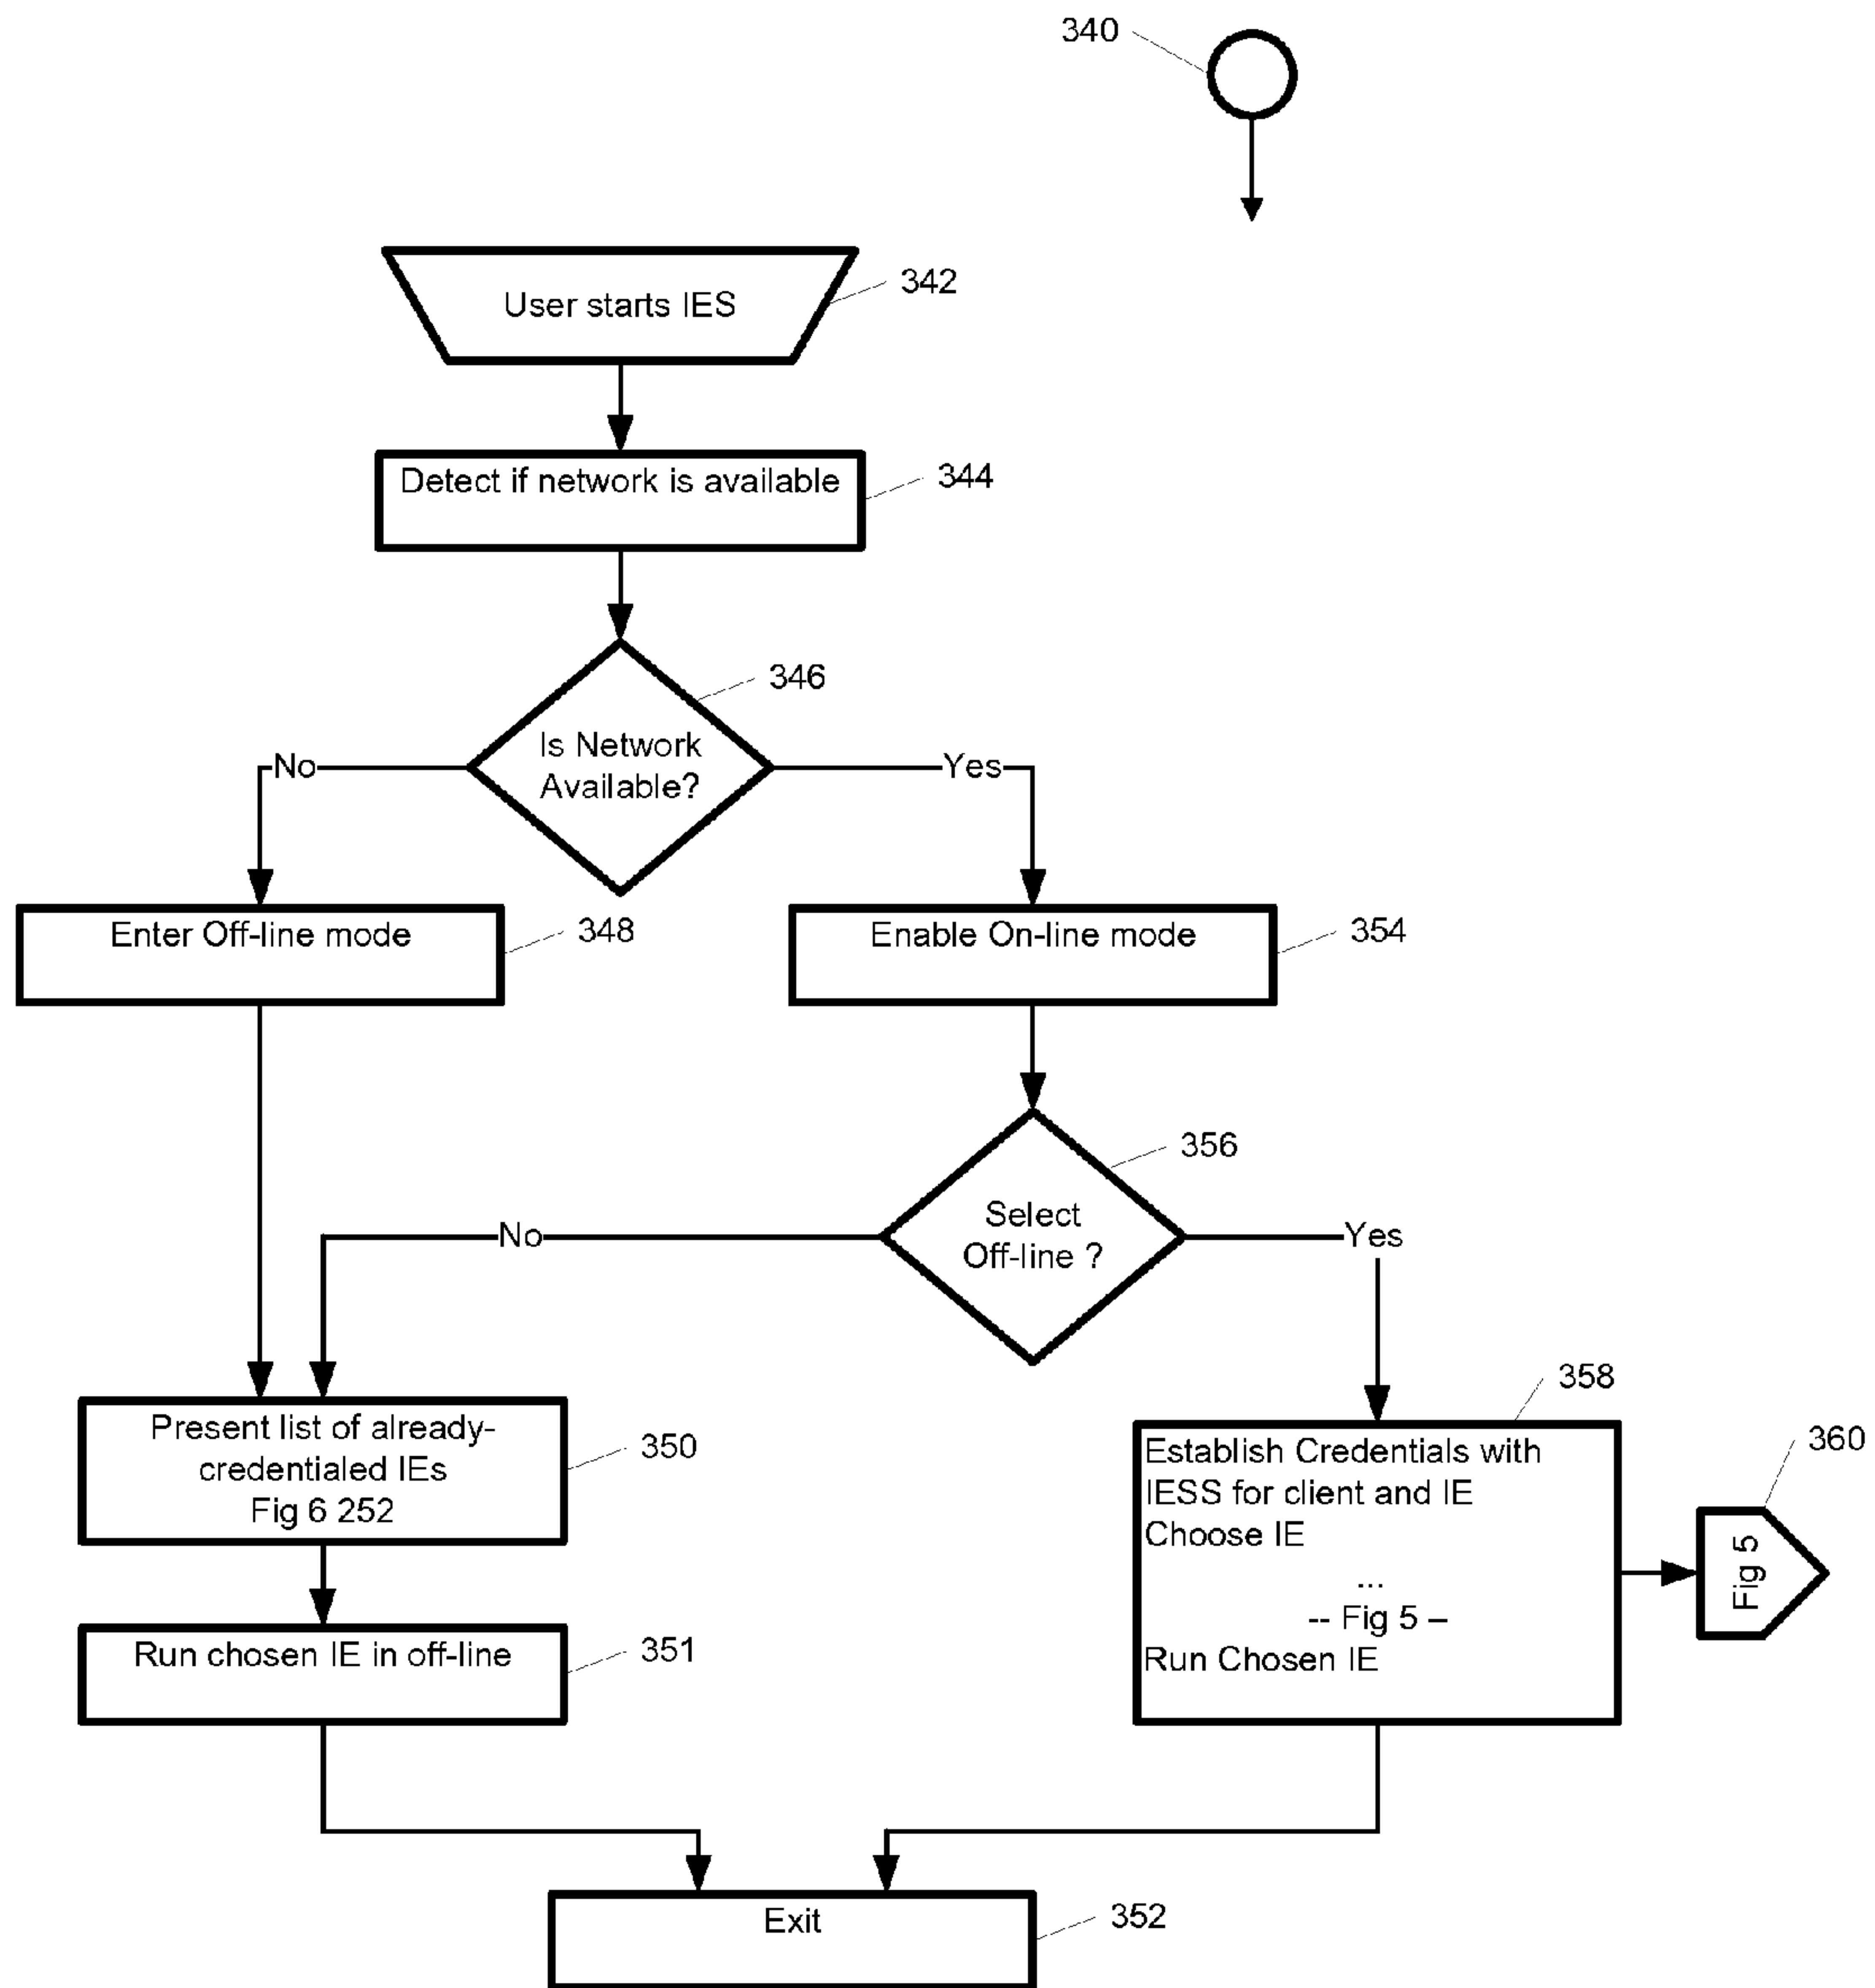 340
User starts IES
342
Detect if network is available
344
346
Is Network
Available?
No
Yes
Enter Off-line mode
348
Enable On-line mode
354
356
Select
Off-line ?
No
Yes
Present list of already-
credentialed IEs
Fig 6 252
350
358
Establish Credentials with
IESS for client and IE
Choose IE
...
-- Fig 5 –
Run Chosen IE
360
Fig 5
Run chosen IE in off-line
351
Exit
352